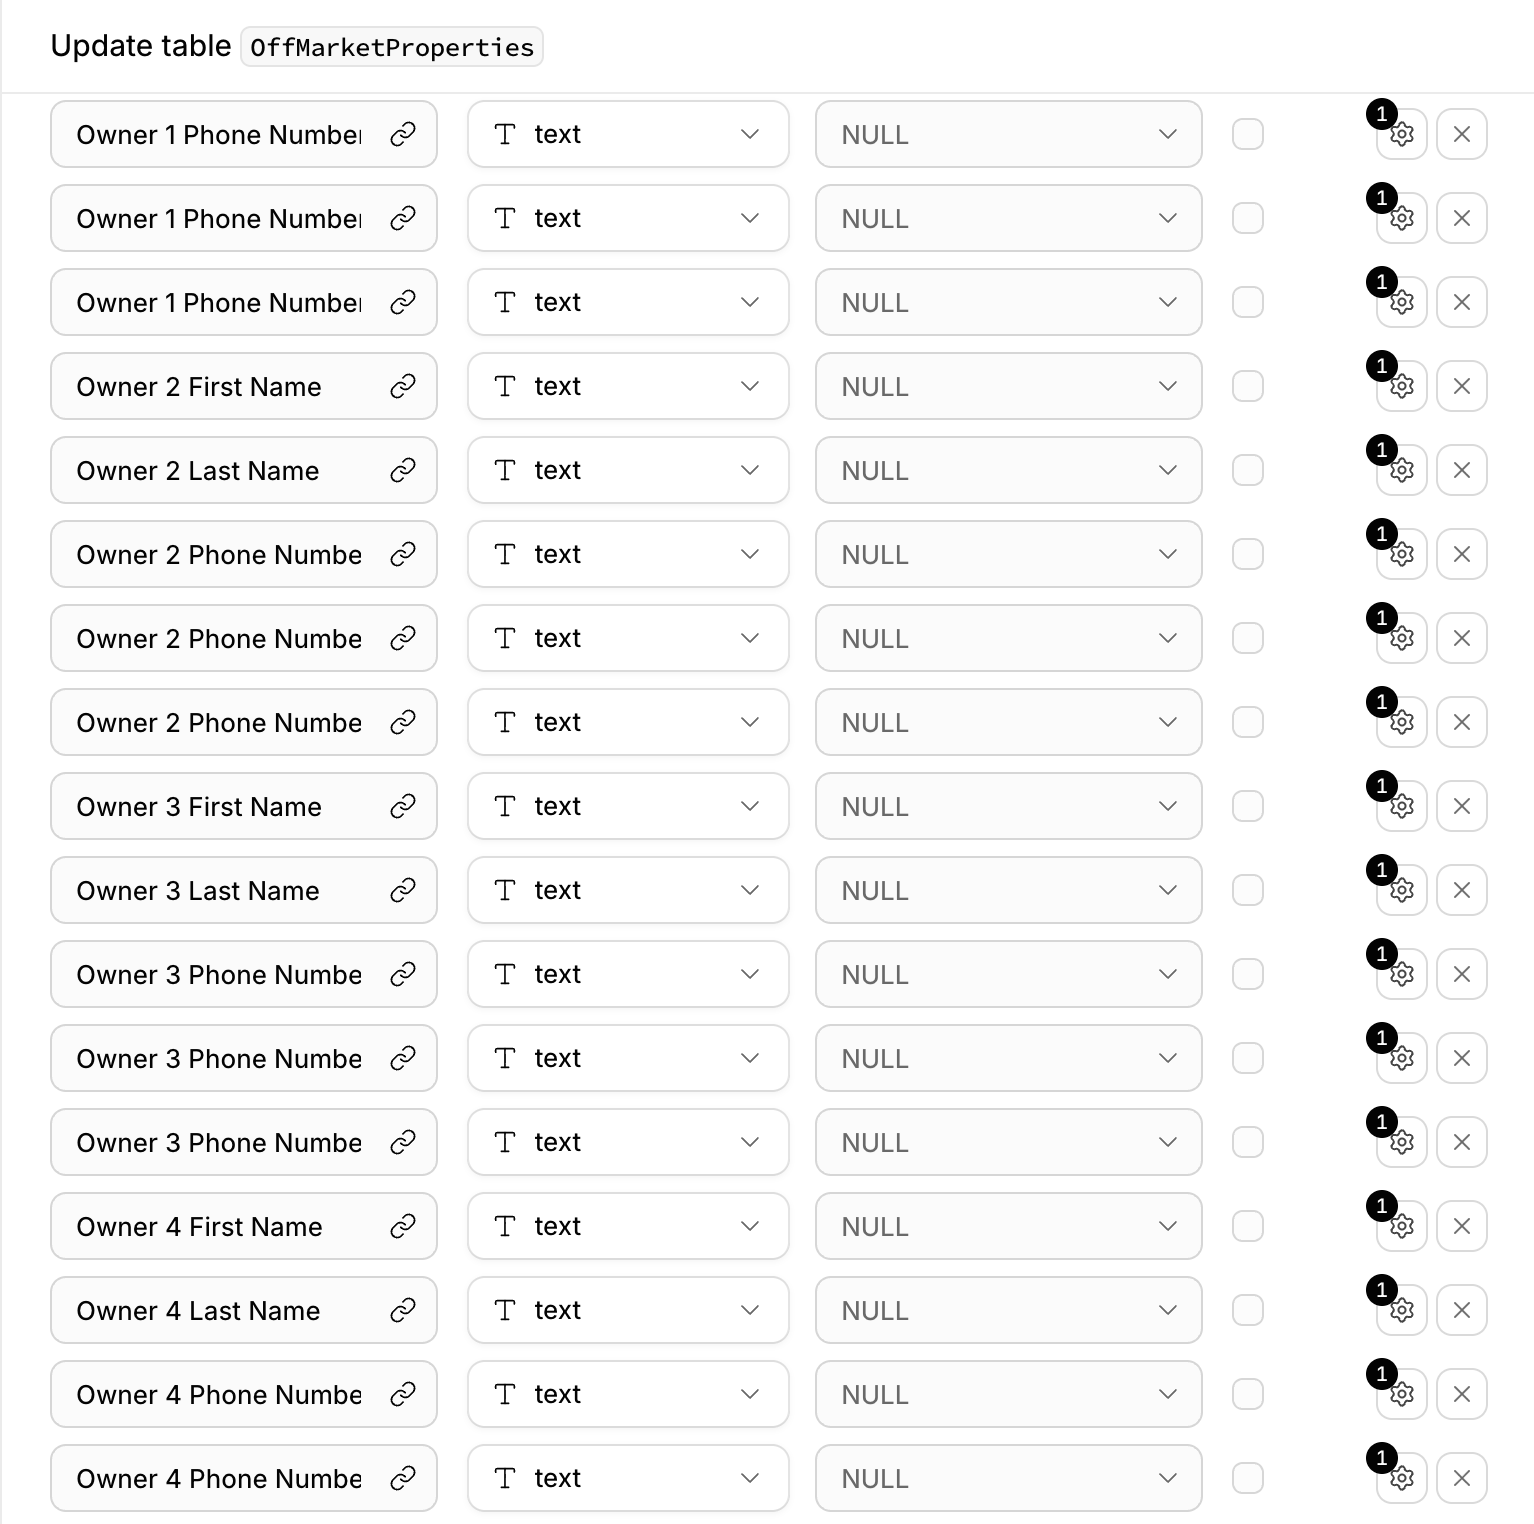 Update table OffMarketProperties
Owner 1 Phone Number text NULL 1
Owner 1 Phone Number text NULL 1
Owner 1 Phone Number text NULL 1
Owner 2 First Name text NULL 1
Owner 2 Last Name text NULL 1
Owner 2 Phone Numbe text NULL 1
Owner 2 Phone Numbe text NULL 1
Owner 2 Phone Numbe text NULL 1
Owner 3 First Name text NULL 1
Owner 3 Last Name text NULL 1
Owner 3 Phone Numbe text NULL 1
Owner 3 Phone Numbe text NULL 1
Owner 3 Phone Numbe text NULL 1
Owner 4 First Name text NULL 1
Owner 4 Last Name text NULL 1
Owner 4 Phone Numbe text NULL 1
Owner 4 Phone Numbe text NULL 1